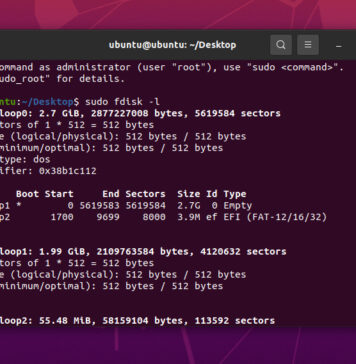 ubuntu@ubuntu: ~/Desktop
ommand as administrator (user "root"), use "sudo <command>".
udo_root" for details.
ntu:~/Desktop$ sudo fdisk -l
loop0: 2.7 GiB, 2877227008 bytes, 5619584 sectors
tors of 1 * 512 = 512 bytes
e (logical/physical): 512 bytes / 512 bytes
minimum/optimal): 512 bytes / 512 bytes
type: dos
ifier: 0x38b1c112
Boot Start End Sectors Size Id Type
p1 * 0 5619583 5619584 2.7G 0 Empty
p2 1700 9699 8000 3.9M ef EFI (FAT-12/16/32)
loop1: 1.99 GiB, 2109763584 bytes, 4120632 sectors
tors of 1 * 512 = 512 bytes
e (logical/physical): 512 bytes / 512 bytes
minimum/optimal): 512 bytes / 512 bytes
loop2: 55.48 MiB, 58159104 bytes, 113592 sectors